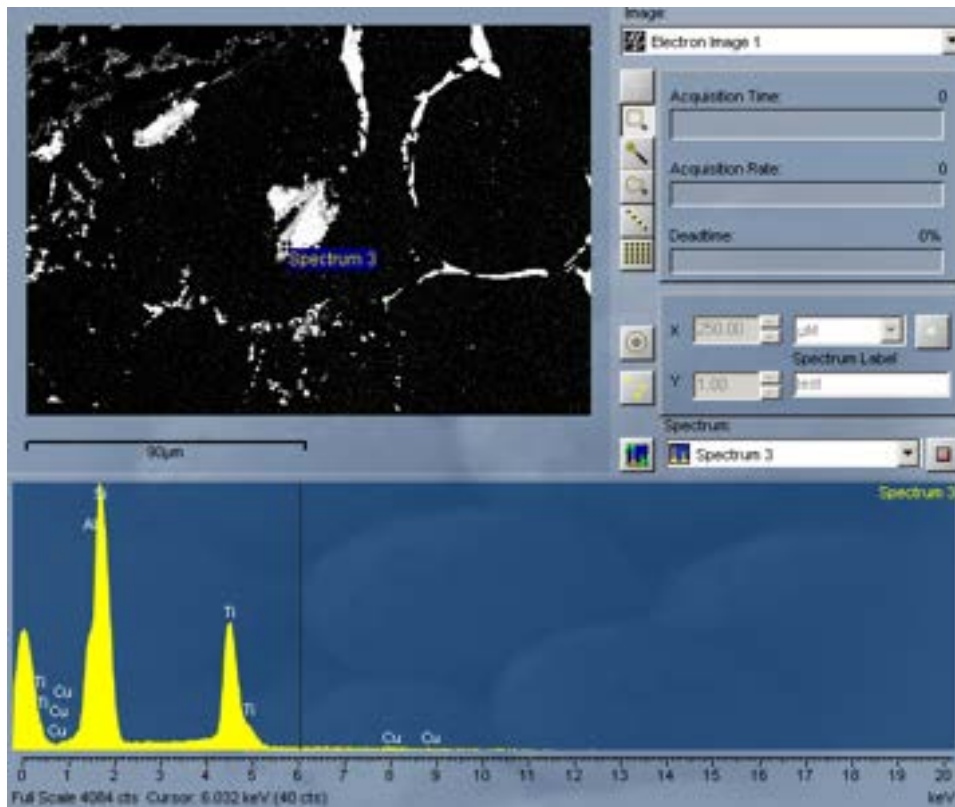 Image:
Electron Image 1
Acquisition Time: 0
Acquisition Rate: 0
Deadtime: 0%
Spectrum 3
X 250.00 µM
Spectrum Label
Y 1.00 test
90µm
Spectrum:
Spectrum 3
Spectrum 3
Si
Al
Ti
Ti
Ti
Ti
Cu
Cu
Cu
Cu
Cu
0 1 2 3 4 5 6 7 8 9 10 11 12 13 14 15 16 17 18 19 20
Full Scale 4084 cts Cursor: 6.032 keV (40 cts)
keV